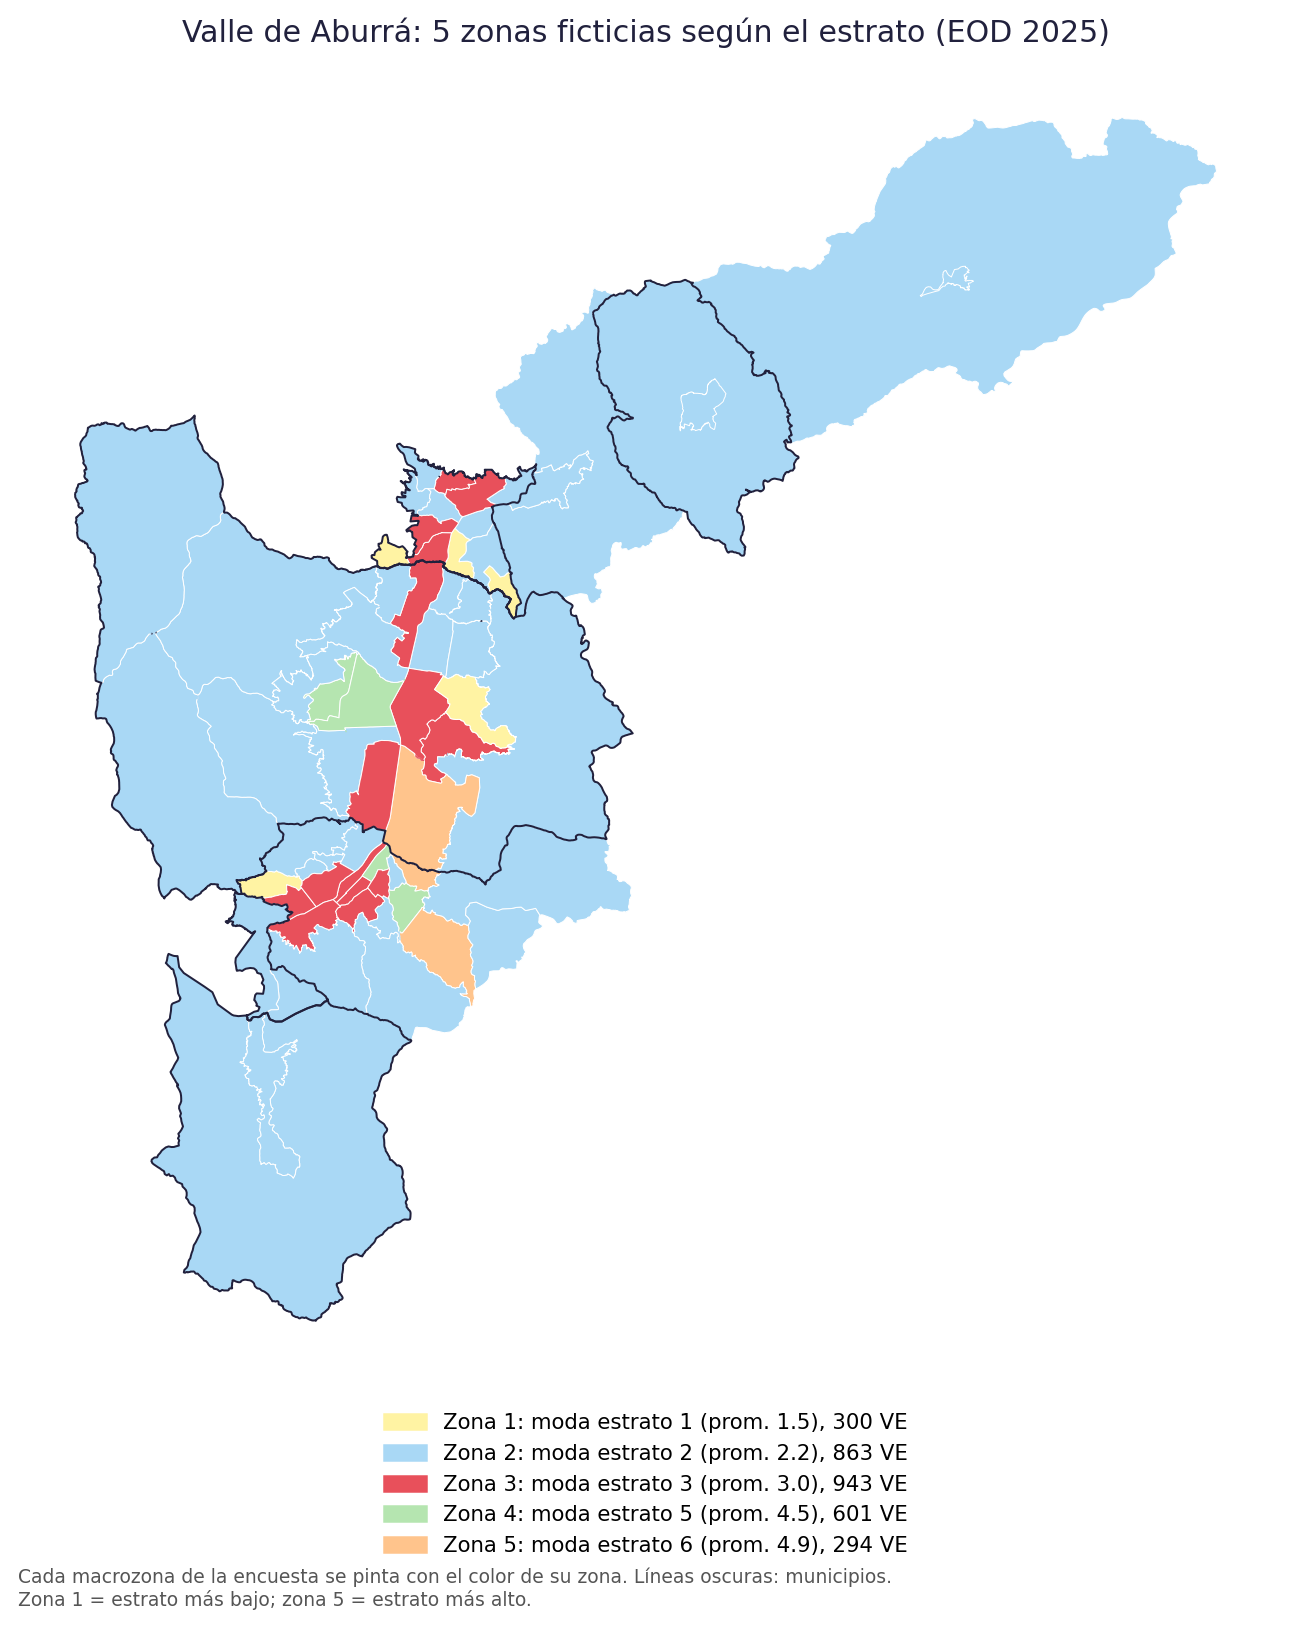 Valle de Aburrá: 5 zonas ficticias según el estrato (EOD 2025)
Zona 1: moda estrato 1 (prom. 1.5), 300 VE
Zona 2: moda estrato 2 (prom. 2.2), 863 VE
Zona 3: moda estrato 3 (prom. 3.0), 943 VE
Zona 4: moda estrato 5 (prom. 4.5), 601 VE
Zona 5: moda estrato 6 (prom. 4.9), 294 VE
Cada macrozona de la encuesta se pinta con el color de su zona. Líneas oscuras: municipios.
Zona 1 = estrato más bajo; zona 5 = estrato más alto.